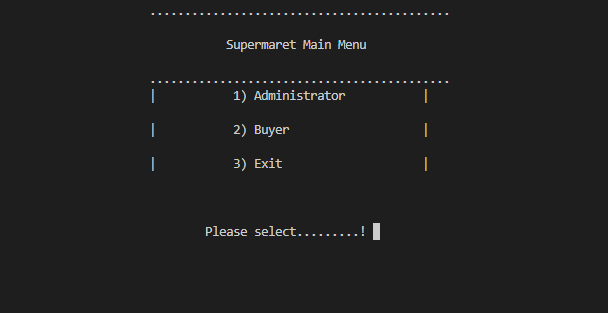 ...........................................
Supermaret Main Menu
...........................................
| 1) Administrator |
| 2) Buyer |
| 3) Exit |
Please select.........!